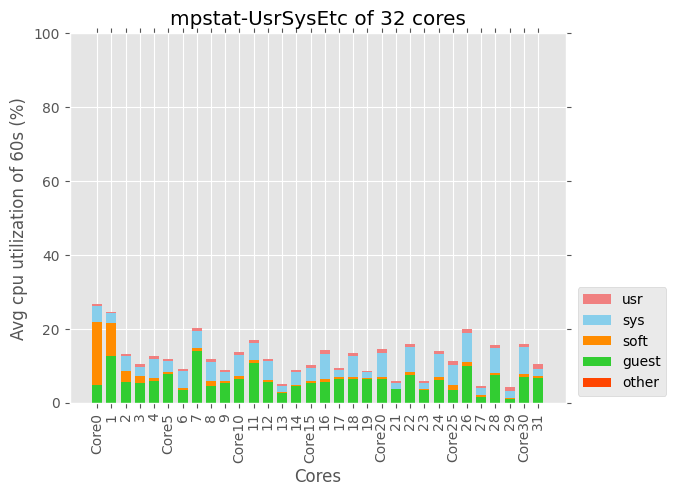 mpstat-UsrSysEtc of 32 cores
100
80
60
40
20
0
Avg cpu utilization of 60s (%)
Core0
1
2
3
4
Core5
6
7
8
9
Core10
11
12
13
14
Core15
16
17
18
19
Core20
21
22
23
24
Core25
26
27
28
29
Core30
31
Cores
usr
sys
soft
guest
other